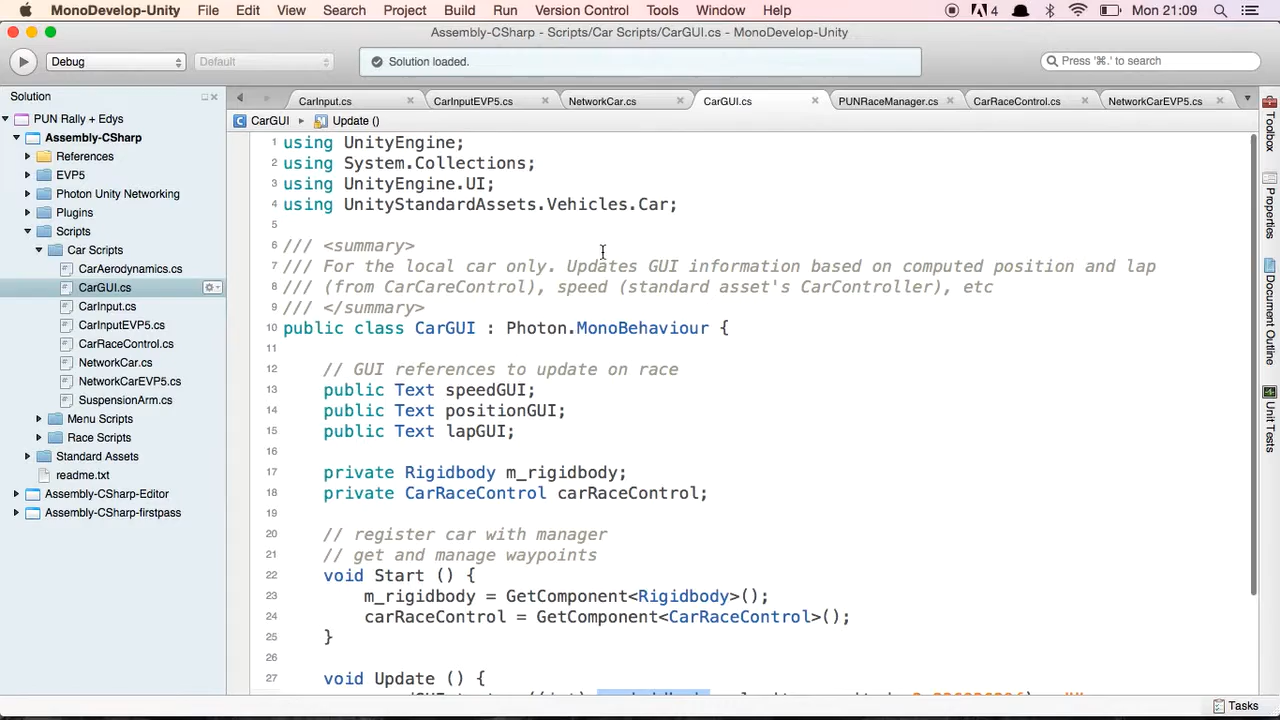 MonoDevelop-Unity File Edit View Search Project Build Run Version Control Tools Window Help 4 Mon 21:09
Assembly-CSharp - Scripts/Car Scripts/CarGUI.cs - MonoDevelop-Unity
Debug Default Solution loaded. Press '⌘.' to search
Solution
CarInput.cs CarInputEVP5.cs NetworkCar.cs CarGUI.cs PUNRaceManager.cs CarRaceControl.cs NetworkCarEVP5.cs
CarGUI Update ()
PUN Rally + Edys
Assembly-CSharp
References
EVP5
Photon Unity Networking
Plugins
Scripts
Car Scripts
CarAerodynamics.cs
CarGUI.cs
CarInput.cs
CarInputEVP5.cs
CarRaceControl.cs
NetworkCar.cs
NetworkCarEVP5.cs
SuspensionArm.cs
Menu Scripts
Race Scripts
Standard Assets
readme.txt
Assembly-CSharp-Editor
Assembly-CSharp-firstpass
1 using UnityEngine;
2 using System.Collections;
3 using UnityEngine.UI;
4 using UnityStandardAssets.Vehicles.Car;
5
6 /// <summary>
7 /// For the local car only. Updates GUI information based on computed position and lap
8 /// (from CarCareControl), speed (standard asset's CarController), etc
9 /// </summary>
10 public class CarGUI : Photon.MonoBehaviour {
11
12 // GUI references to update on race
13 public Text speedGUI;
14 public Text positionGUI;
15 public Text lapGUI;
16
17 private Rigidbody m_rigidbody;
18 private CarRaceControl carRaceControl;
19
20 // register car with manager
21 // get and manage waypoints
22 void Start () {
23 m_rigidbody = GetComponent<Rigidbody>();
24 carRaceControl = GetComponent<CarRaceControl>();
25 }
26
27 void Update () {
Toolbox
Properties
Document Outline
Unit Tests
Tasks